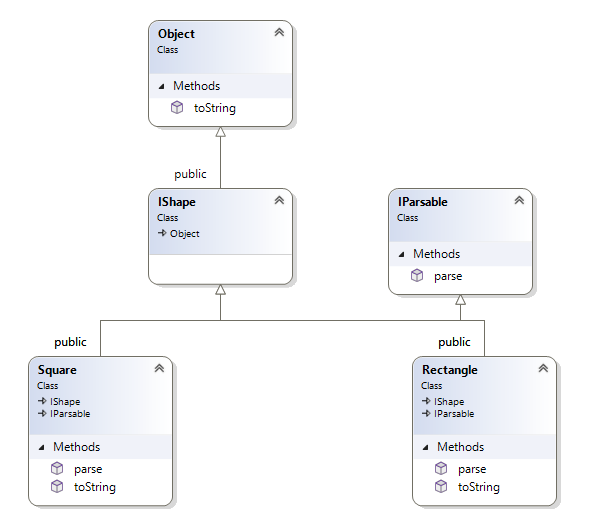 Object
Class
Methods
toString
public
IShape
Class
Object
IParsable
Class
Methods
parse
public
public
Square
Class
IShape
IParsable
Methods
parse
toString
Rectangle
Class
IShape
IParsable
Methods
parse
toString